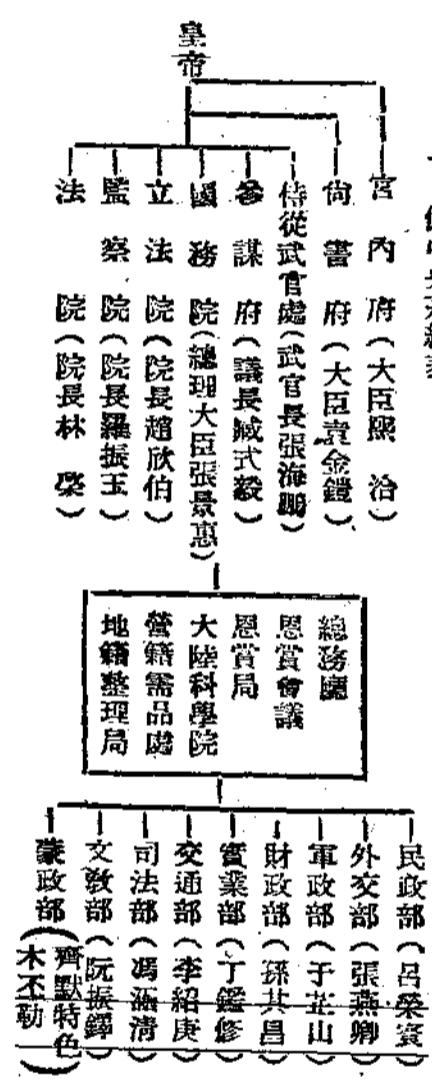 皇帝
宮內府(大臣熙洽)
尙書府(大臣袁金鎧)
侍從武官處(武官長張海鵬)
參謀府(議長臧式毅)
國務院(總理大臣張景惠)
立法院(院長趙欣伯)
監察院(院長羅振玉)
法院(院長林棨)
總務廳
恩賞會議
恩賞局
大陸科學院
營籍需品處
地籍整理局
民政部(呂榮寰)
外交部(張燕卿)
軍政部(于芷山)
財政部(孫其昌)
實業部(丁鑑修)
交通部(李紹庚)
司法部(馮涵清)
文敎部(阮振鐸)
蒙政部(齊默特色木丕勒)